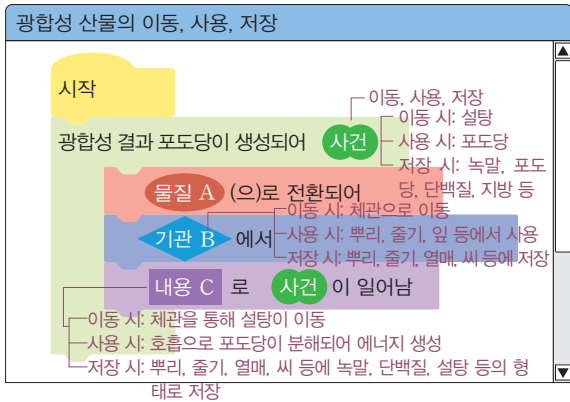 광합성 산물의 이동, 사용, 저장
시작
이동, 사용, 저장
광합성 결과 포도당이 생성되어 사건
이동 시: 설탕
사용 시: 포도당
저장 시: 녹말, 포도
당, 단백질, 지방 등
물질 A (으)로 전환되어
이동 시: 체관으로 이동
기관 B 에서
사용 시: 뿌리, 줄기, 잎 등에서 사용
저장 시: 뿌리, 줄기, 열매, 씨 등에 저장
내용 C 로 사건 이 일어남
이동 시: 체관을 통해 설탕이 이동
사용 시: 호흡으로 포도당이 분해되어 에너지 생성
저장 시: 뿌리, 줄기, 열매, 씨 등에 녹말, 단백질, 설탕 등의 형
태로 저장